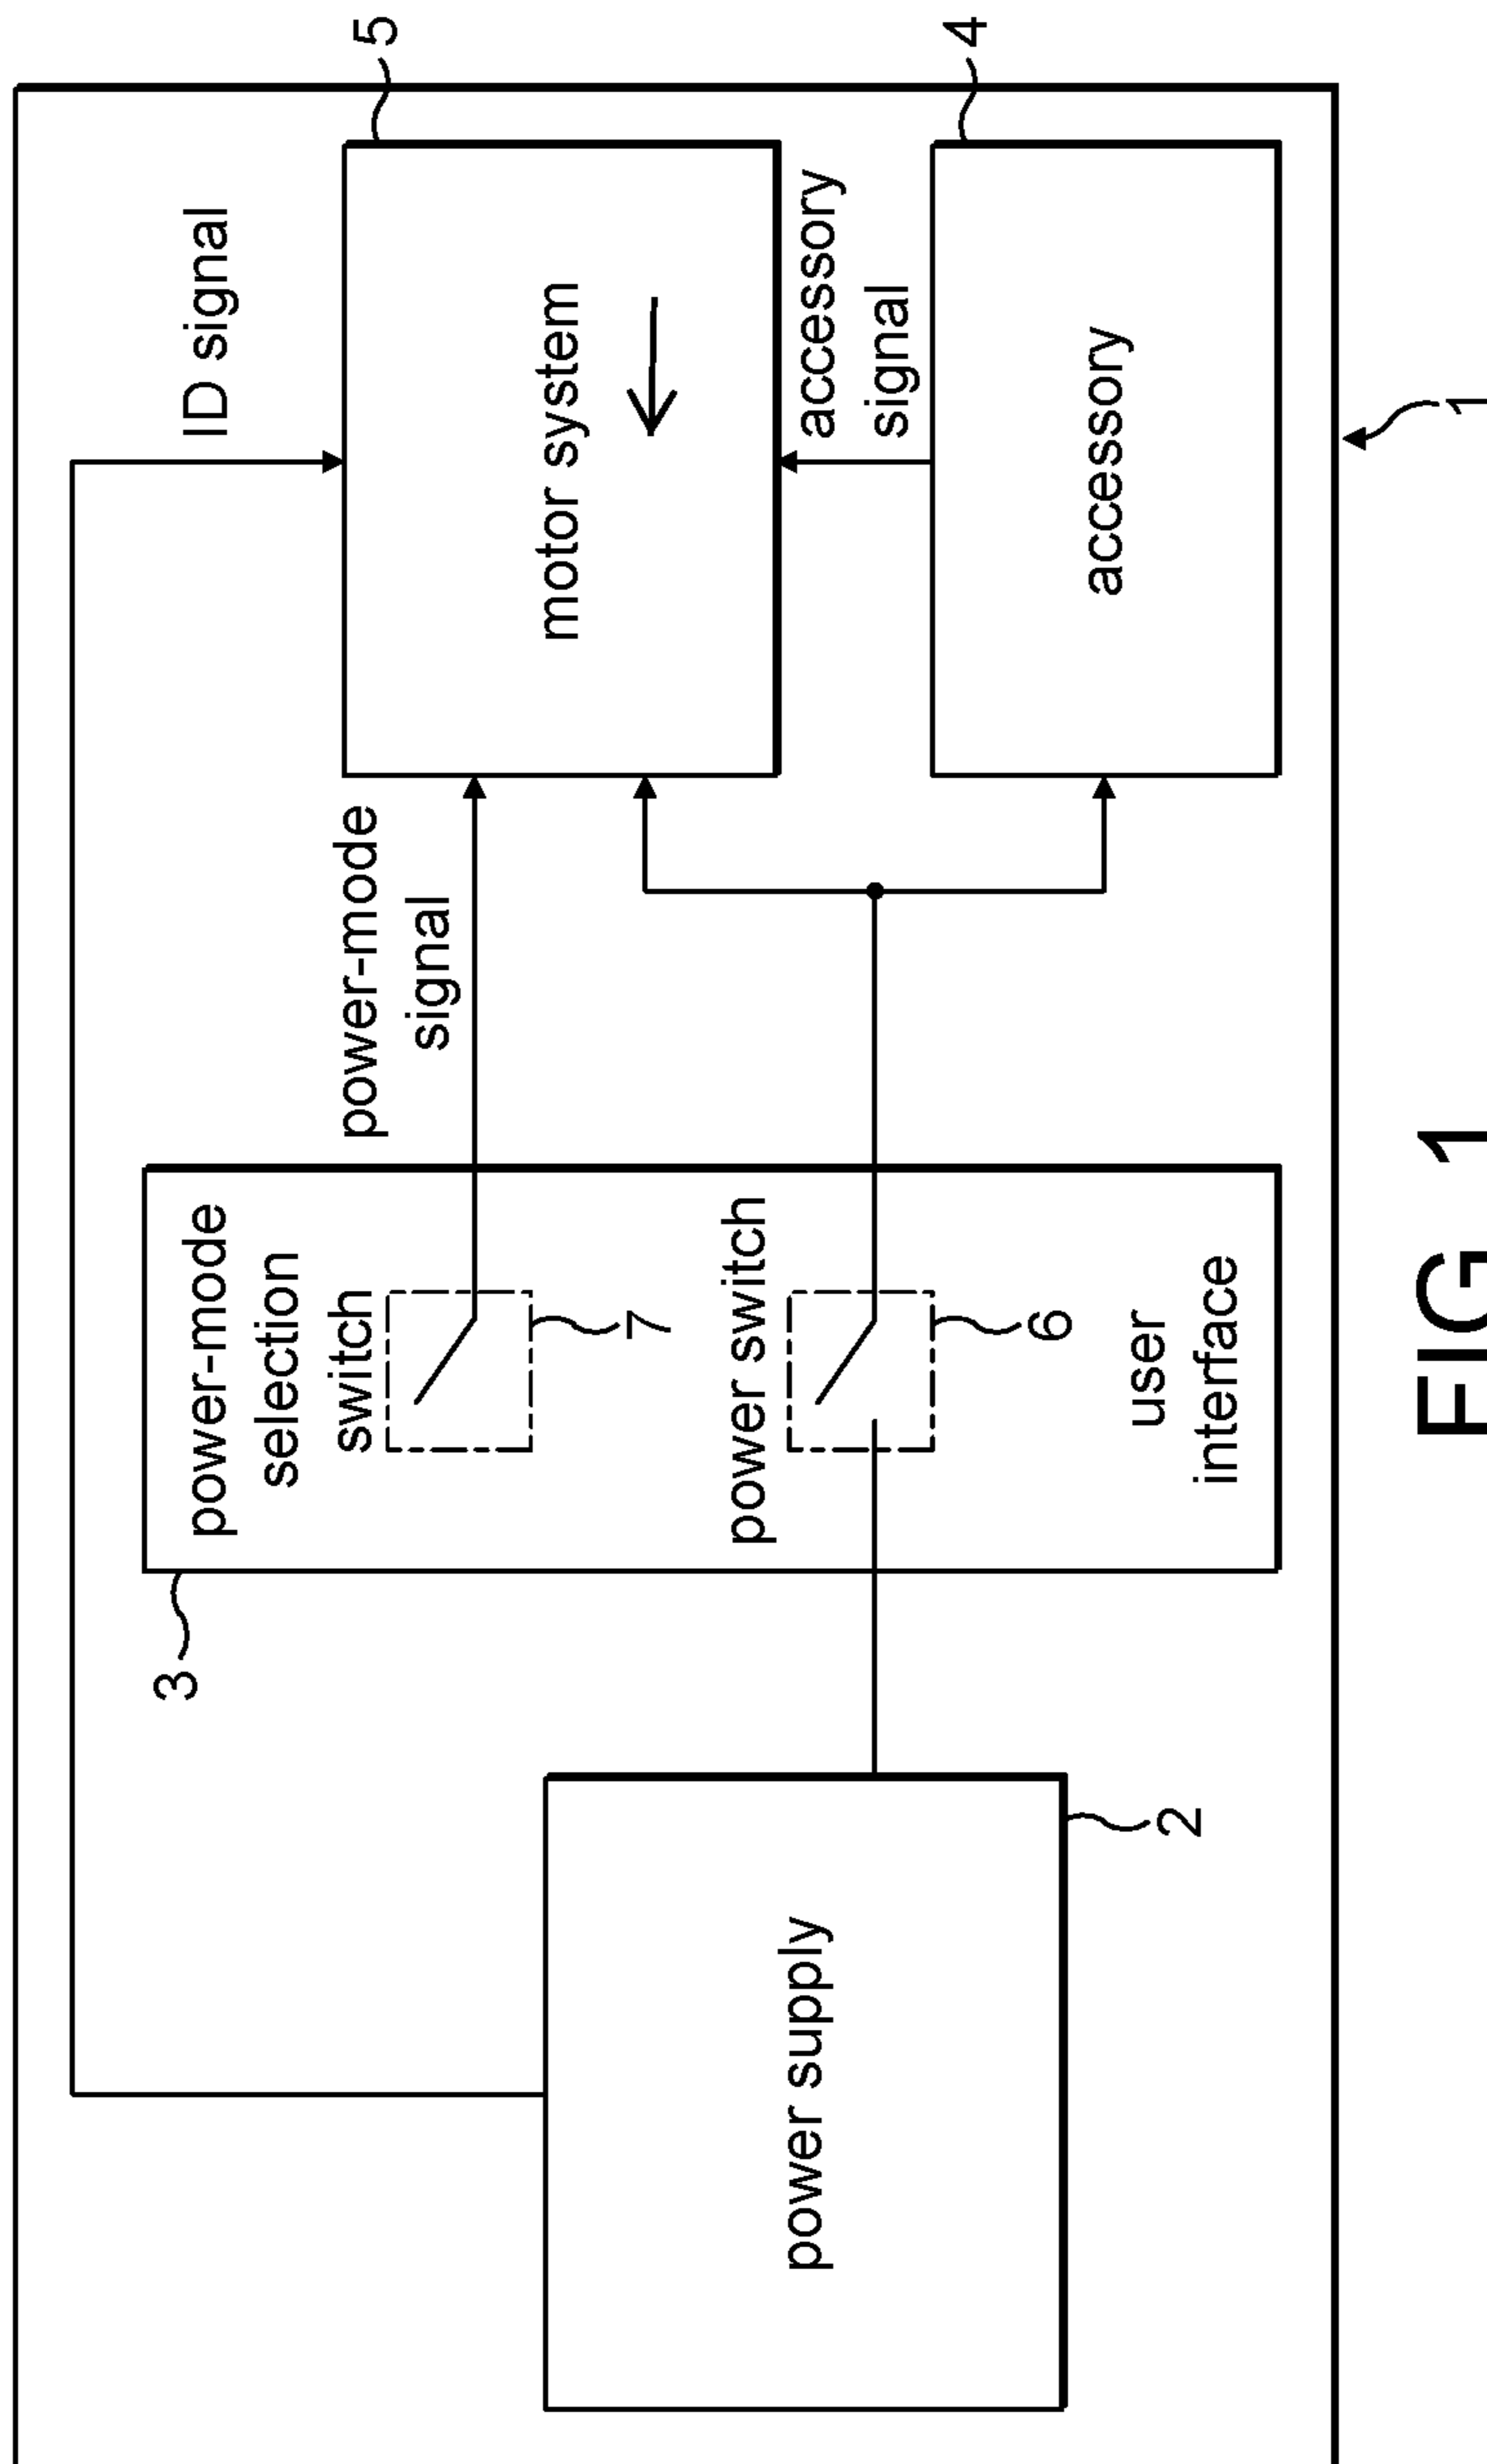 ID signal
5
power-mode
selection
switch
7
power-mode
signal
motor system
3
accessory
signal
4
power switch
6
power supply
2
user
interface
accessory
1
FIG 1